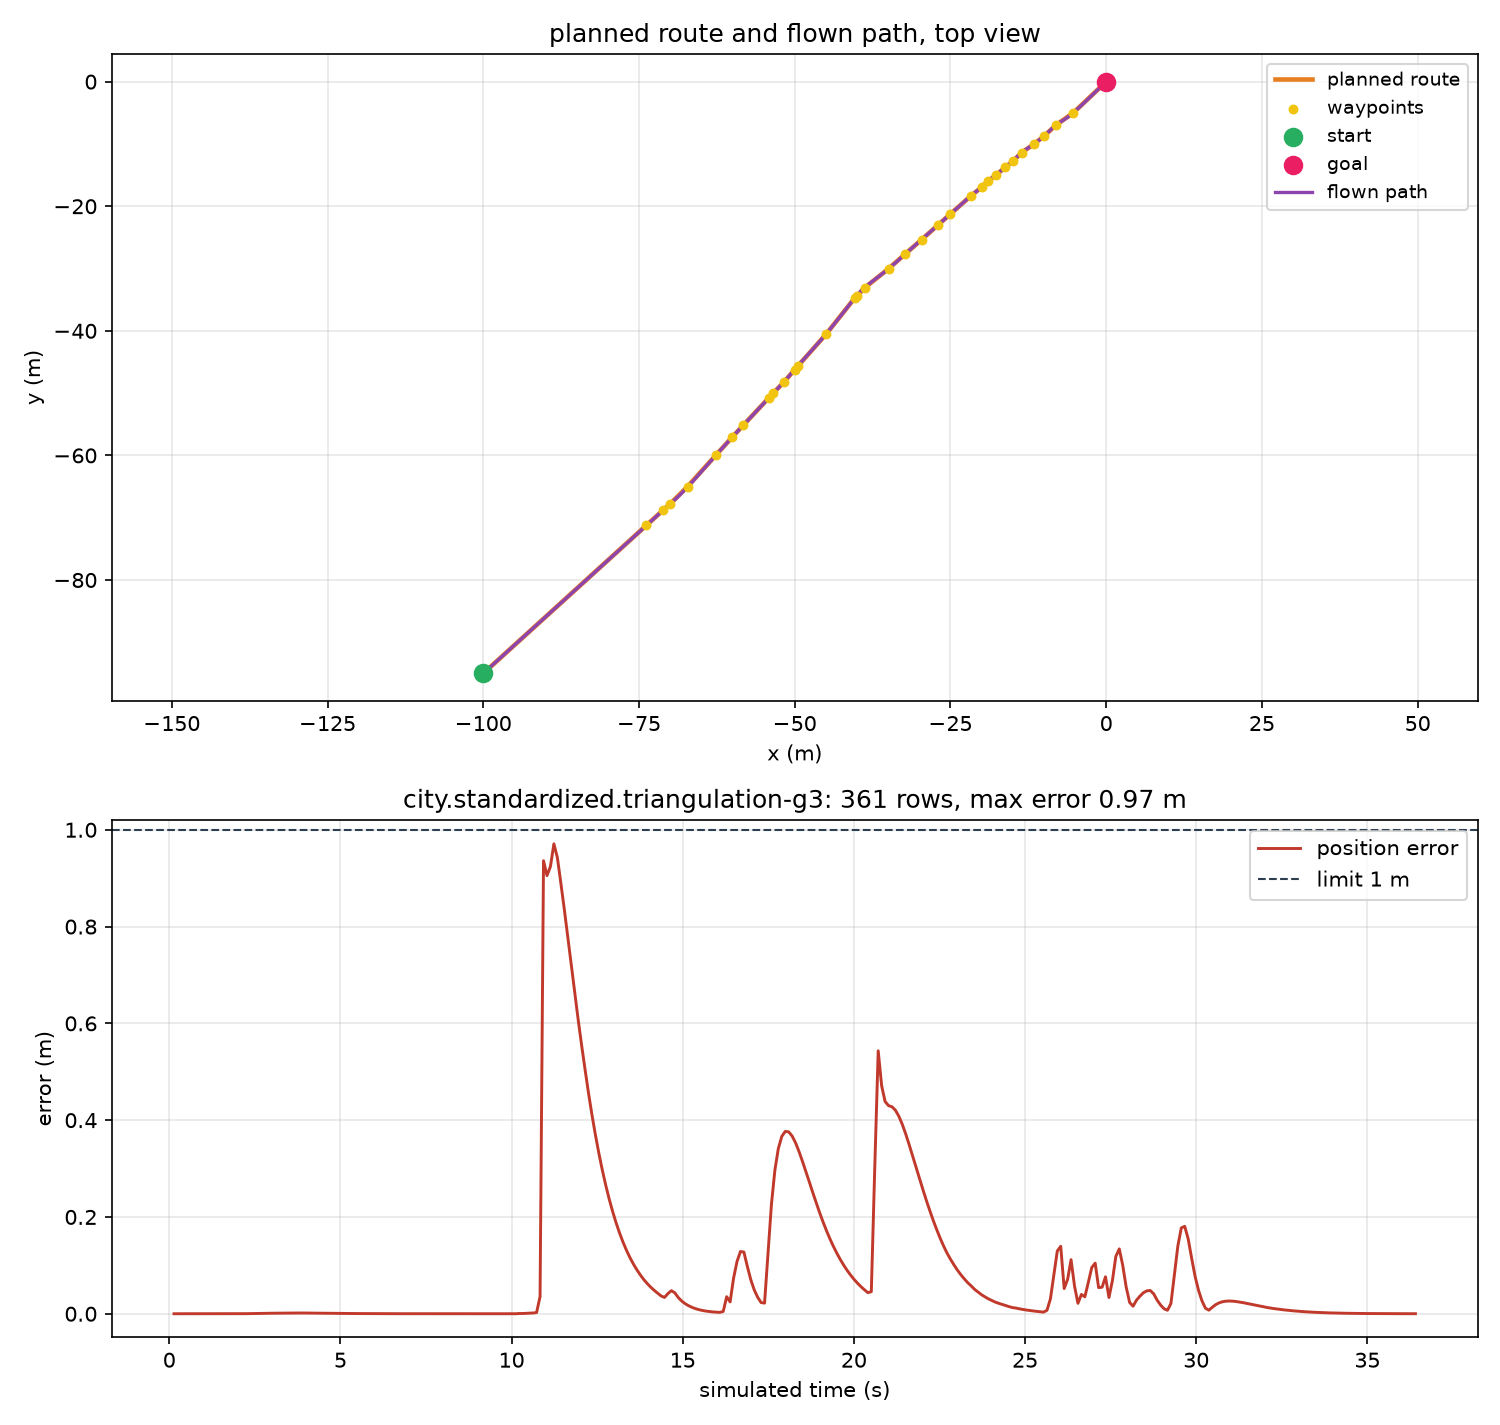 planned route and flown path, top view
planned route
waypoints
start
goal
flown path
0
−20
−40
−60
−80
y (m)
−150
−125
−100
−75
−50
−25
0
25
50
x (m)
city.standardized.triangulation-g3: 361 rows, max error 0.97 m
position error
limit 1 m
1.0
0.8
0.6
0.4
0.2
0.0
error (m)
0
5
10
15
20
25
30
35
simulated time (s)